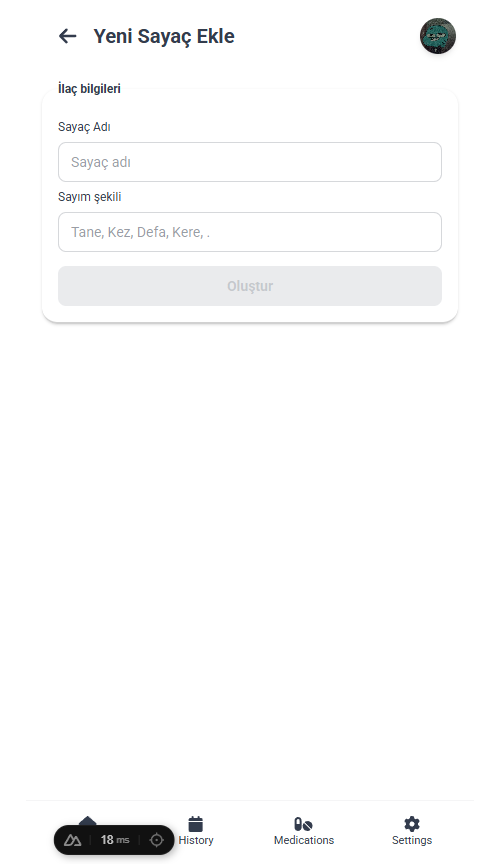 Yeni Sayaç Ekle
İlaç bilgileri
Sayaç Adı
Sayaç adı
Sayım şekili
Tane, Kez, Defa, Kere, .
Oluştur
18 ms
History
Medications
Settings